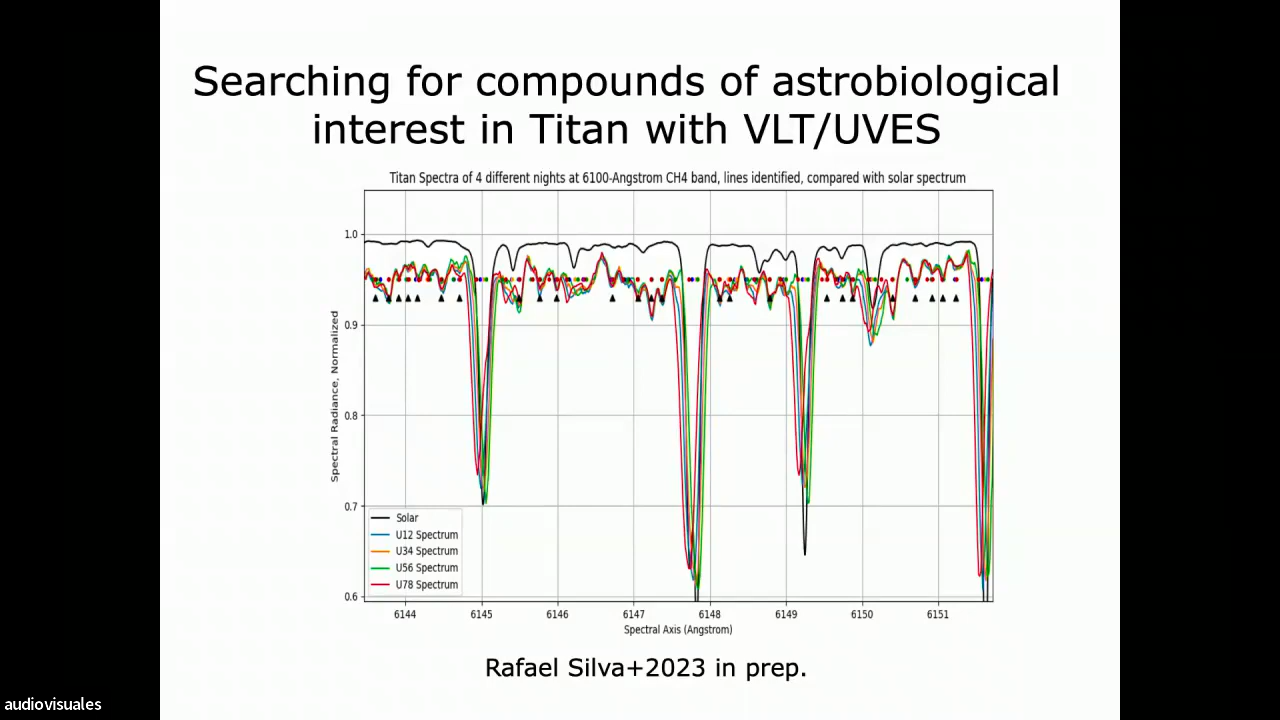 Searching for compounds of astrobiological
interest in Titan with VLT/UVES
Titan Spectra of 4 different nights at 6100-Angstrom CH4 band, lines identified, compared with solar spectrum
Spectral Radiance, Normalized
1.0
0.9
0.8
0.7
0.6
Solar
U12 Spectrum
U34 Spectrum
U56 Spectrum
U78 Spectrum
6144 6145 6146 6147 6148 6149 6150 6151
Spectral Axis (Angstrom)
Rafael Silva+2023 in prep.
audiovisuales